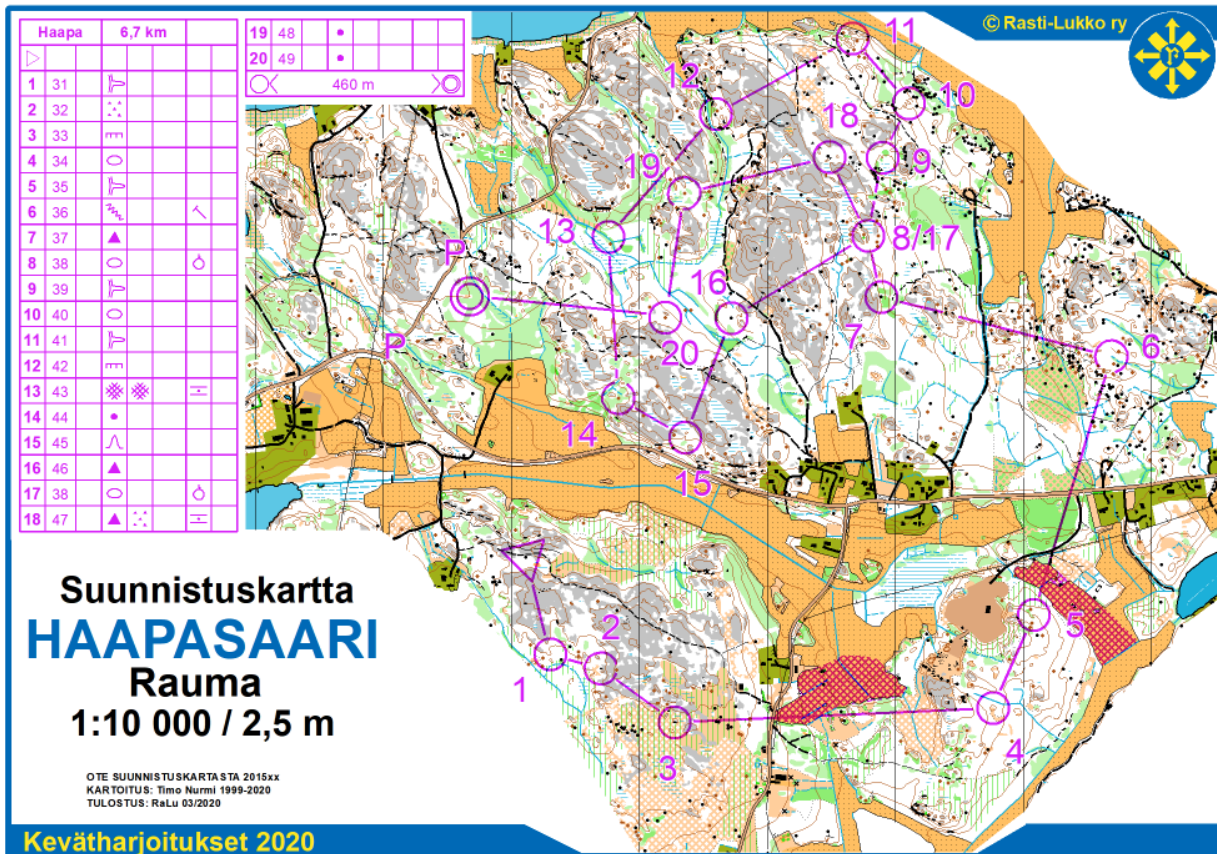 Haapa 6,7 km
1 31
2 32
3 33
4 34
5 35
6 36
7 37
8 38
9 39
10 40
11 41
12 42
13 43
14 44
15 45
16 46
17 38
18 47
19 48
20 49
460 m
© Rasti-Lukko ry
r
11
12
10
18
9
19
13
8/17
P
16
7
6
20
P
14
15
2
1
5
3
4
Suunnistuskartta
HAAPASAARI
Rauma
1:10 000 / 2,5 m
OTE SUUNNISTUSKARTASTA 2015xx
KARTOITUS: Timo Nurmi 1999-2020
TULOSTUS: RaLu 03/2020
Kevätharjoitukset 2020